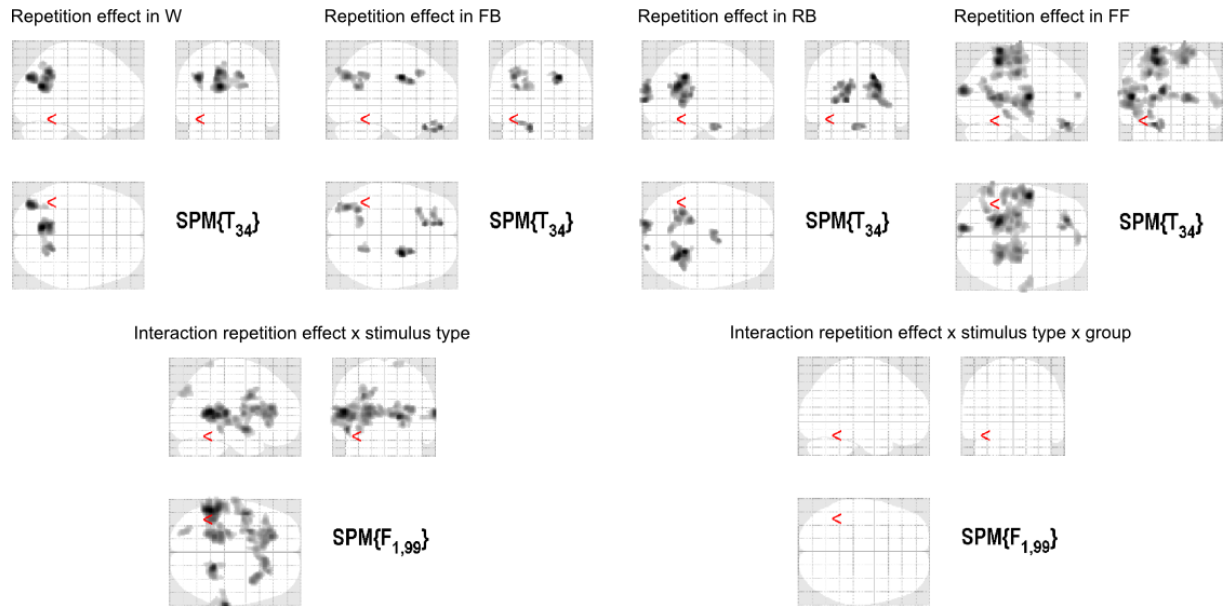 Repetition effect in W
Repetition effect in FB
Repetition effect in RB
Repetition effect in FF
<
<
<
<
<
<
<
<
<
SPM{T34}
<
SPM{T34}
<
SPM{T34}
<
SPM{T34}
Interaction repetition effect x stimulus type
Interaction repetition effect x stimulus type x group
<
<
<
<
<
SPM{F1,99}
<
SPM{F1,99}